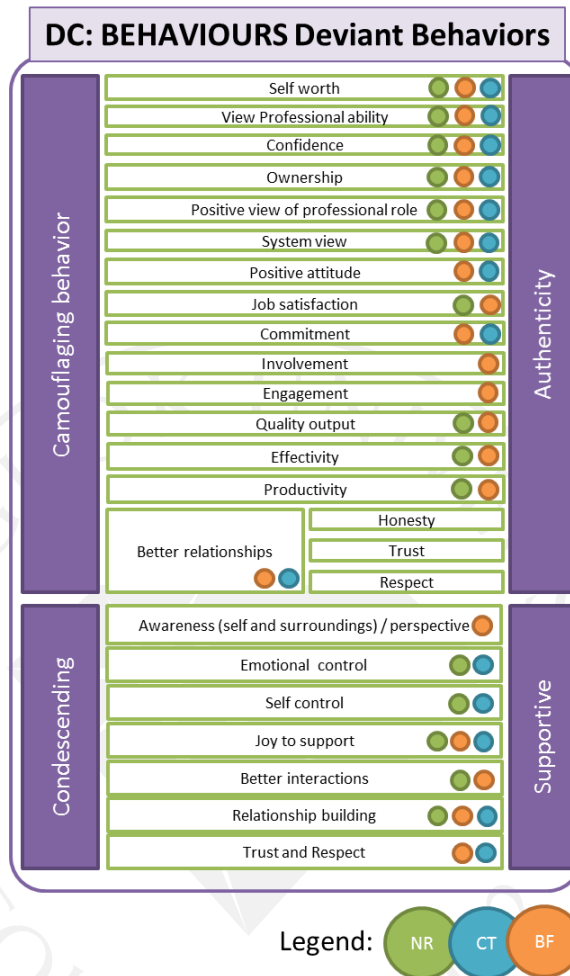 DC: BEHAVIOURS Deviant Behaviors
Camouflaging behavior
Self worth
View Professional ability
Confidence
Ownership
Positive view of professional role
System view
Positive attitude
Job satisfaction
Commitment
Involvement
Engagement
Quality output
Effectivity
Productivity
Better relationships
Honesty
Trust
Respect
Authenticity
Condescending
Awareness (self and surroundings) / perspective
Emotional control
Self control
Joy to support
Better interactions
Relationship building
Trust and Respect
Supportive
Legend:
NR
CT
BF